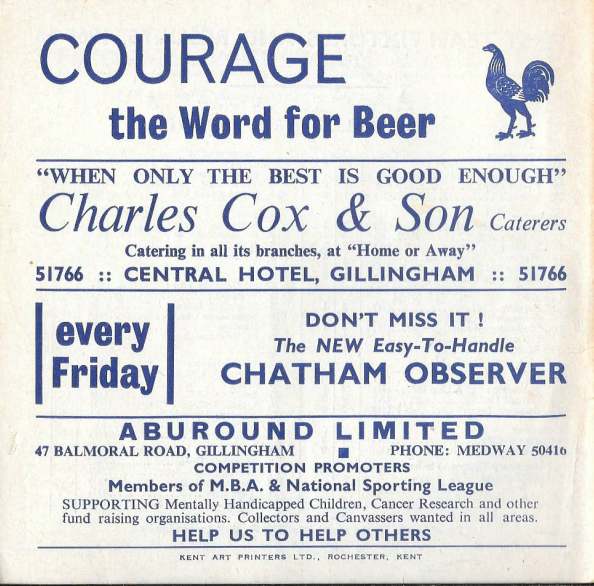 COURAGE
the Word for Beer
“WHEN ONLY THE BEST IS GOOD ENOUGH”
Charles Cox & Son Caterers
Catering in all its branches, at “Home or Away”
51766 :: CENTRAL HOTEL, GILLINGHAM :: 51766
every
Friday
DON'T MISS IT !
The NEW Easy-To-Handle
CHATHAM OBSERVER
ABUROUND LIMITED
47 BALMORAL ROAD, GILLINGHAM ■ PHONE: MEDWAY 50416
COMPETITION PROMOTERS
Members of M.B.A. & National Sporting League
SUPPORTING Mentally Handicapped Children, Cancer Research and other
fund raising organisations. Collectors and Canvassers wanted in all areas.
HELP US TO HELP OTHERS
KENT ART PRINTERS LTD., ROCHESTER, KENT